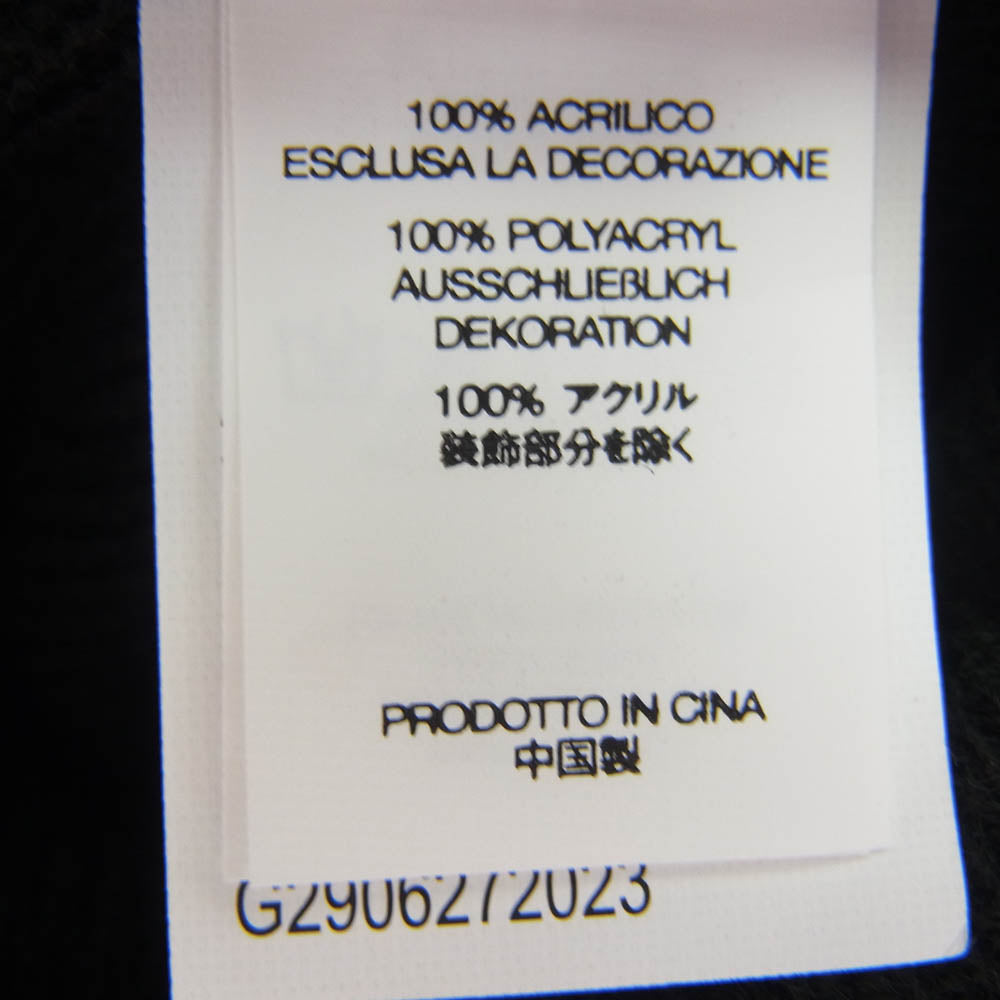 100% ACRILICO
ESCLUSA LA DECORAZIONE
100% POLYACRYL
AUSSCHLIEßLICH
DEKORATION
100% アクリル
装飾部分を除く
PRODOTTO IN CINA
中国製
G2906272023